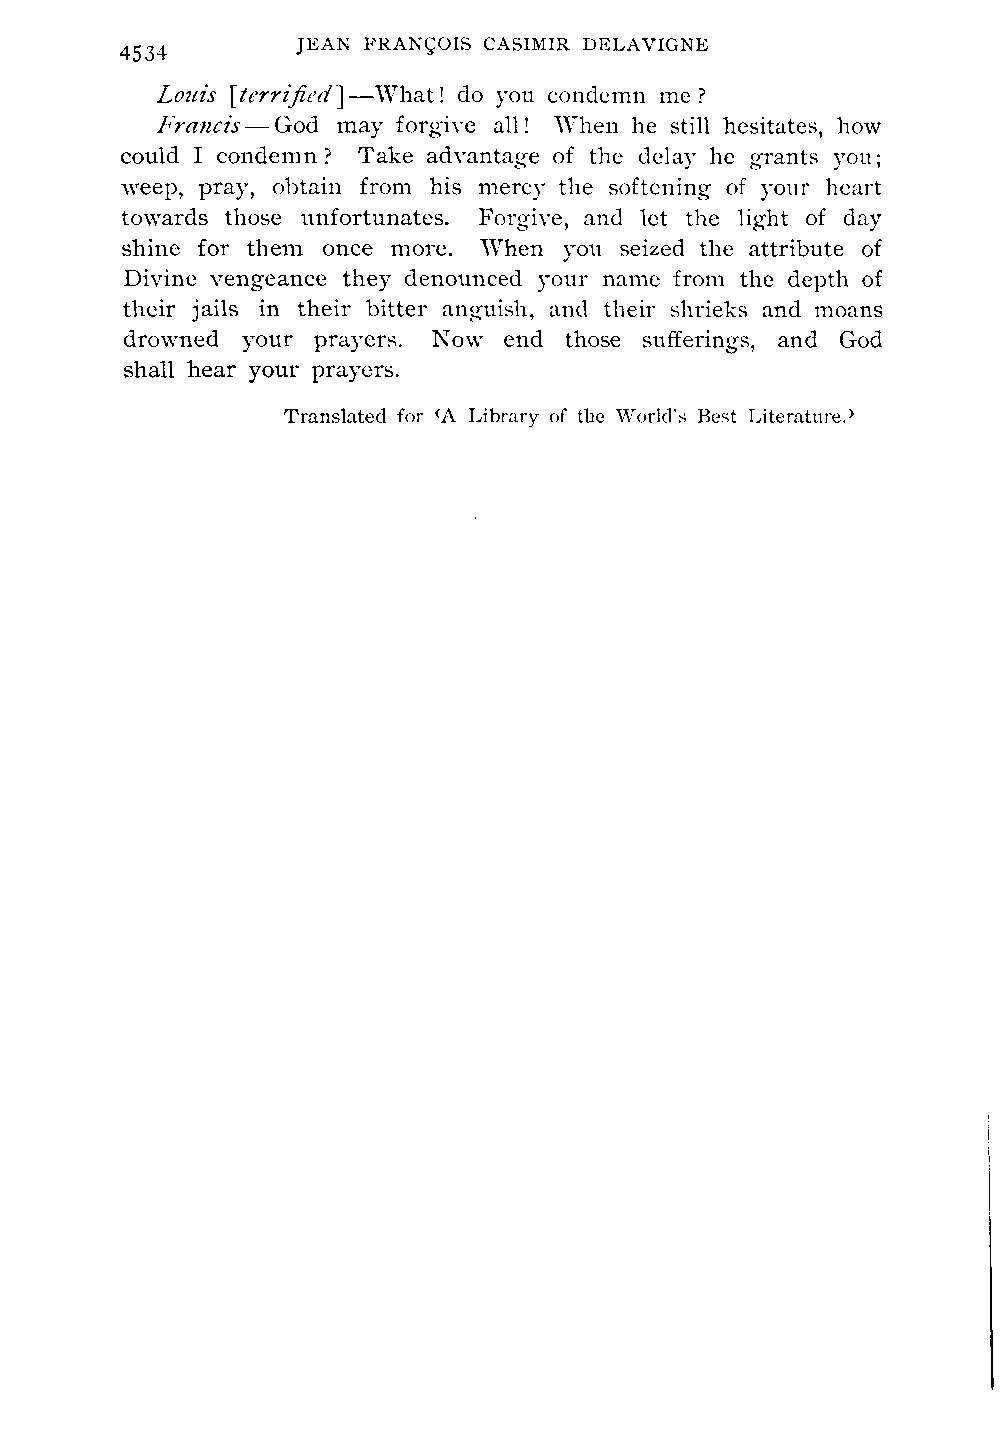 4534 JEAN FRANÇOIS CASIMIR DELAVIGNE
Louis [terrified]—What! do you condemn me?
Francis—God may forgive all! When he still hesitates, how
could I condemn? Take advantage of the delay he grants you;
weep, pray, obtain from his mercy the softening of your heart
towards those unfortunates. Forgive, and let the light of day
shine for them once more. When you seized the attribute of
Divine vengeance they denounced your name from the depth of
their jails in their bitter anguish, and their shrieks and moans
drowned your prayers. Now end those sufferings, and God
shall hear your prayers.
Translated for ‹A Library of the World's Best Literature.›